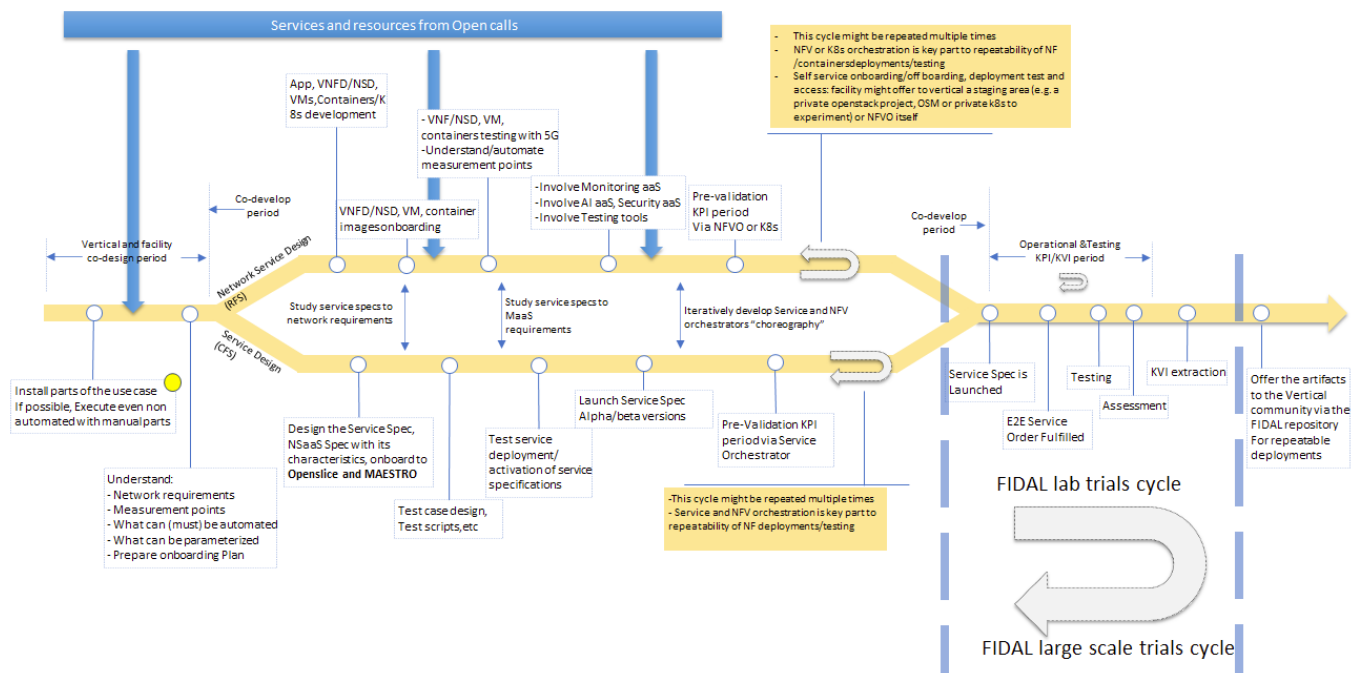 Services and resources from Open calls
- This cycle might be repeated multiple times
- NFV or K8s orchestration is key part to repeatability of NF
/containersdeployments/testing
- Self service onboarding/off boarding, deployment test and
access: facility might offer to vertical a staging area (e.g. a
private openstack project, OSM or private k8s to
experiment) or NFVO itself
App, VNFD/NSD,
VMs,Containers/K
8s development
- VNF/NSD, VM,
containers testing with 5G
-Understand/automate
measurement points
-Involve Monitoring aaS
-Involve AI aaS, Security aaS
-Involve Testing tools
Pre-validation
KPI period
Via NFVO or K8s
Co-develop
period
VNFD/NSD, VM, container
imagesonboarding
Co-develop
period
Vertical and facility
co-design period
Operational &Testing
KPI/KVI period
Network Service Design
(RFS)
Service Design
(CFS)
Study service specs to
network requirements
Study service specs to
MaaS
requirements
Iteratively develop Service and NFV
orchestrators "choreography"
Install parts of the use case
If possible, Execute even non
automated with manual parts
Understand:
- Network requirements
- Measurement points
- What can (must) be automated
- What can be parameterized
- Prepare onboarding Plan
Design the Service Spec,
NSaaS Spec with its
characteristics, onboard to
Openslice and MAESTRO
Test case design,
Test scripts,etc
Test service
deployment/
activation of service
specifications
Launch Service Spec
Alpha/beta versions
Pre-Validation KPI
period via Service
Orchestrator
-This cycle might be repeated multiple times
- Service and NFV orchestration is key part to
repeatability of NF deployments/testing
Service Spec is
Launched
E2E Service
Order Fulfilled
Testing
Assessment
KVI extraction
Offer the artifacts
to the Vertical
community via the
FIDAL repository
For repeatable
deployments
FIDAL lab trials cycle
FIDAL large scale trials cycle